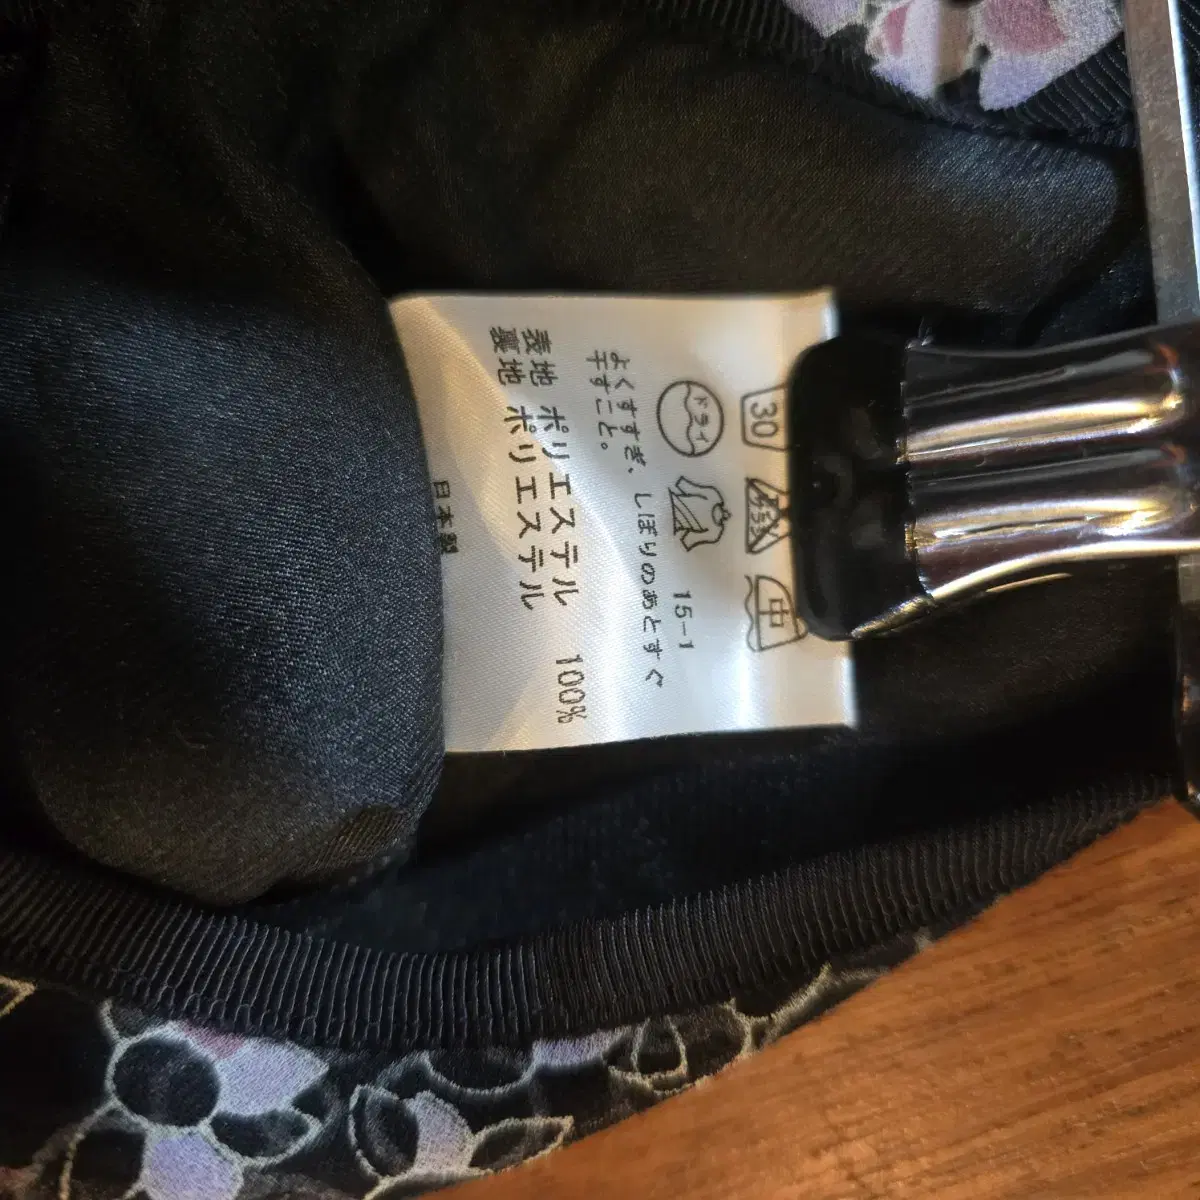 30 エンソサラシ 中
ドライ 15-1
よくすすぎ、しぼりのあとすぐ
干すこと。
表地 ポリエステル 100%
裏地 ポリエステル
日本製